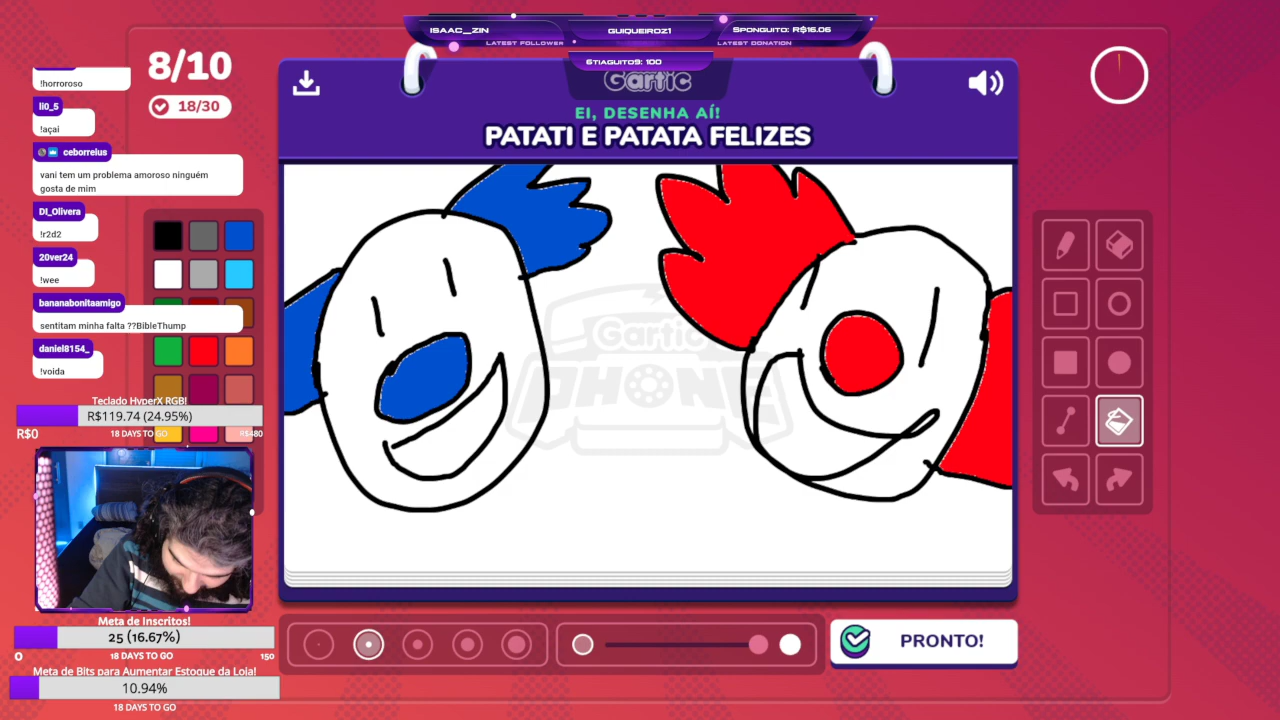 ISAAC_ZIN
LATEST FOLLOWER
GUIQUEIROZ1
SPONGUITO: R$16.06
LATEST DONATION
6TIAGUITO9: 100
Gartic
EI, DESENHA AÍ!
PATATI E PATATA FELIZES
8/10
18/30
!horroroso
li0_5
!açai
ceborreius
vani tem um problema amoroso ninguém
gosta de mim
DI_Olivera
!r2d2
20ver24
!wee
bananabonitaamigo
sentitam minha falta ??BibleThump
daniel8154_
!voida
Teclado HyperX RGB!
R$119.74 (24.95%)
R$0
18 DAYS TO GO
R$480
Gartic
PHONE
Meta de Inscritos!
25 (16.67%)
0
18 DAYS TO GO
150
Meta de Bits para Aumentar Estoque da Loja!
10.94%
18 DAYS TO GO
PRONTO!